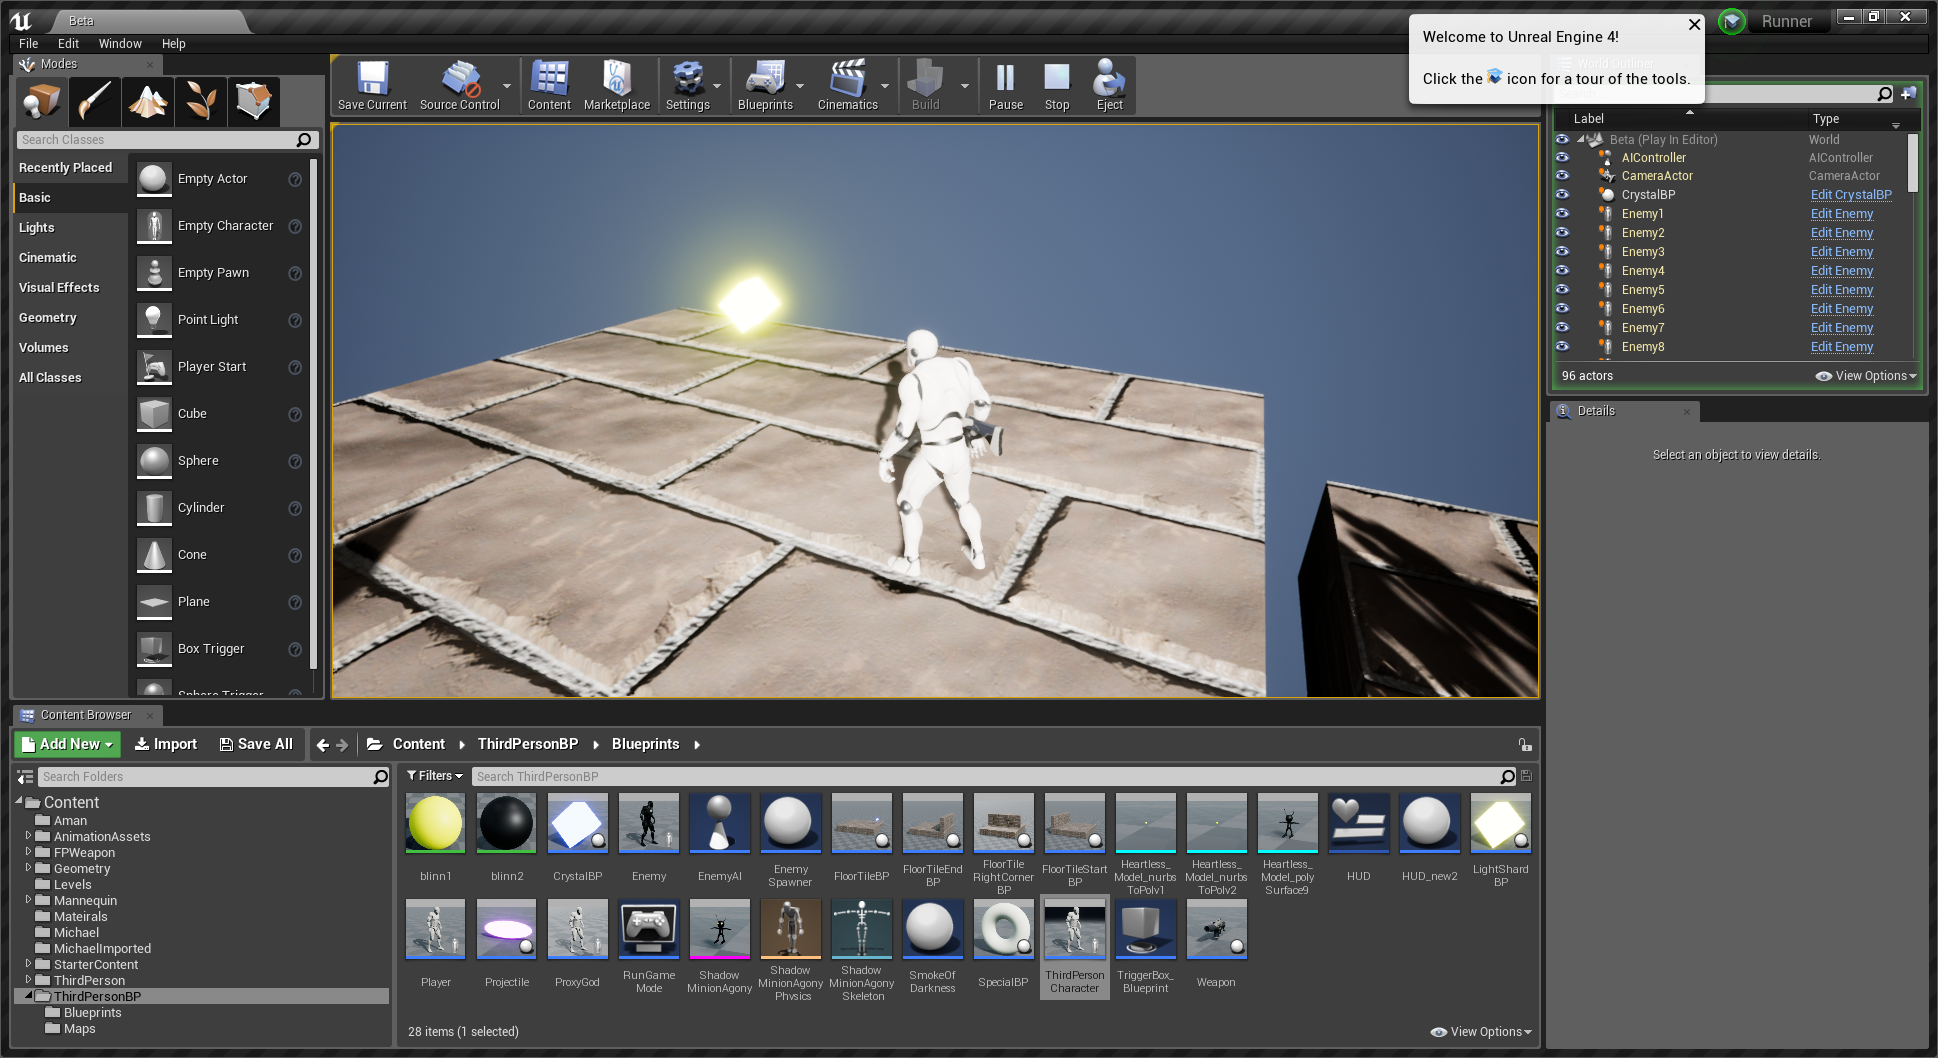 Beta
Runner
File Edit Window Help
Welcome to Unreal Engine 4!
Click the icon for a tour of the tools.
Modes
Save Current
Source Control
Content
Marketplace
Settings
Blueprints
Cinematics
Build
Pause
Stop
Eject
World Outliner
Search Classes
Recently Placed
Basic
Lights
Cinematic
Visual Effects
Geometry
Volumes
All Classes
Empty Actor
Empty Character
Empty Pawn
Point Light
Player Start
Cube
Sphere
Cylinder
Cone
Plane
Box Trigger
Sphere Trigger
Label Type
Beta (Play In Editor) World
AIController AIController
CameraActor CameraActor
CrystalBP Edit CrystalBP
Enemy1 Edit Enemy
Enemy2 Edit Enemy
Enemy3 Edit Enemy
Enemy4 Edit Enemy
Enemy5 Edit Enemy
Enemy6 Edit Enemy
Enemy7 Edit Enemy
Enemy8 Edit Enemy
96 actors View Options
Details
Select an object to view details.
Content Browser
Add New Import Save All Content ThirdPersonBP Blueprints
Search Folders
Filters Search ThirdPersonBP
Content
Aman
AnimationAssets
FPWeapon
Geometry
Levels
Mannequin
Mateirals
Michael
MichaelImported
StarterContent
ThirdPerson
ThirdPersonBP
Blueprints
Maps
blinn1
blinn2
CrystalBP
Enemy
EnemyAI
Enemy
Spawner
FloorTileBP
FloorTileEnd
BP
FloorTile
RightCorner
BP
FloorTileStart
BP
Heartless_
Model_nurbs
ToPolv1
Heartless_
Model_nurbs
ToPolv2
Heartless_
Model_poly
Surface9
HUD
HUD_new2
LightShard
BP
Player
Projectile
ProxyGod
RunGame
Mode
Shadow
MinionAgony
Shadow
MinionAgony
Physics
Shadow
MinionAgony
Skeleton
SmokeOf
Darkness
SpecialBP
ThirdPerson
Character
TriggerBox_
Blueprint
Weapon
28 items (1 selected)
View Options